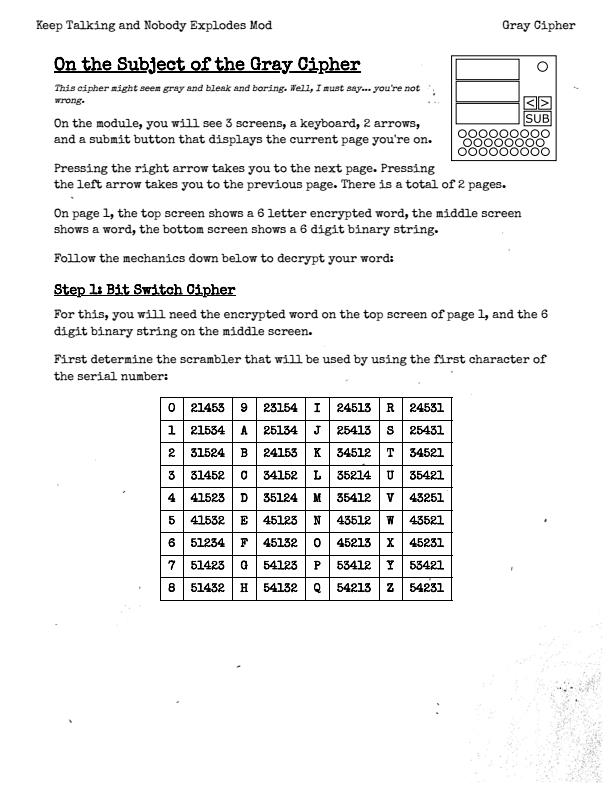 Keep Talking and Nobody Explodes Mod Gray Cipher
On the Subject of the Gray Cipher
This cipher might seem gray and bleak and boring. Well, I must say... you're not
wrong.
< >
SUB
On the module, you will see 3 screens, a keyboard, 2 arrows,
and a submit button that displays the current page you're on.
Pressing the right arrow takes you to the next page. Pressing
the left arrow takes you to the previous page. There is a total of 2 pages.
On page 1, the top screen shows a 6 letter encrypted word, the middle screen
shows a word, the bottom screen shows a 6 digit binary string.
Follow the mechanics down below to decrypt your word:
Step 1: Bit Switch Cipher
For this, you will need the encrypted word on the top screen of page 1, and the 6
digit binary string on the middle screen.
First determine the scrambler that will be used by using the first character of
the serial number:
0 21453 9 23154 I 24513 R 24531
1 21534 A 25134 J 25413 S 25431
2 31524 B 24153 K 34512 T 34521
3 31452 C 34152 L 35214 U 35421
4 41523 D 35124 M 35412 V 43251
5 41532 E 45123 N 43512 W 43521
6 51234 F 45132 O 45213 X 45231
7 51423 G 54123 P 53412 Y 53421
8 51432 H 54132 Q 54213 Z 54231